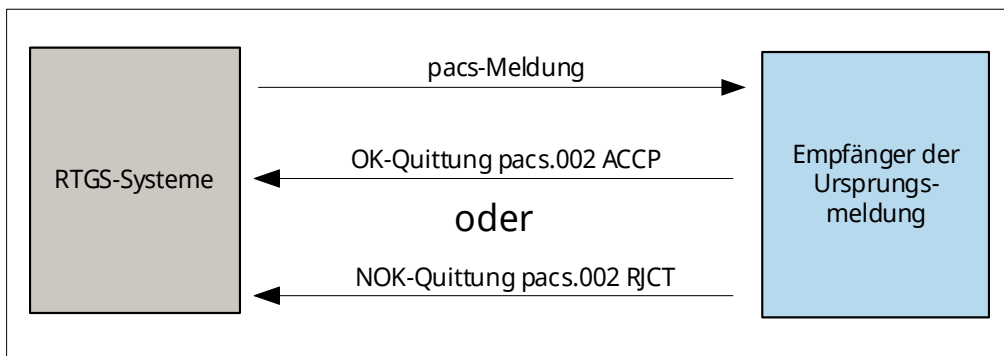 pacs-Meldung
RTGS-Systeme
OK-Quittung pacs.002 ACCP
oder
NOK-Quittung pacs.002 RJCT
Empfänger der
Ursprungs-
meldung